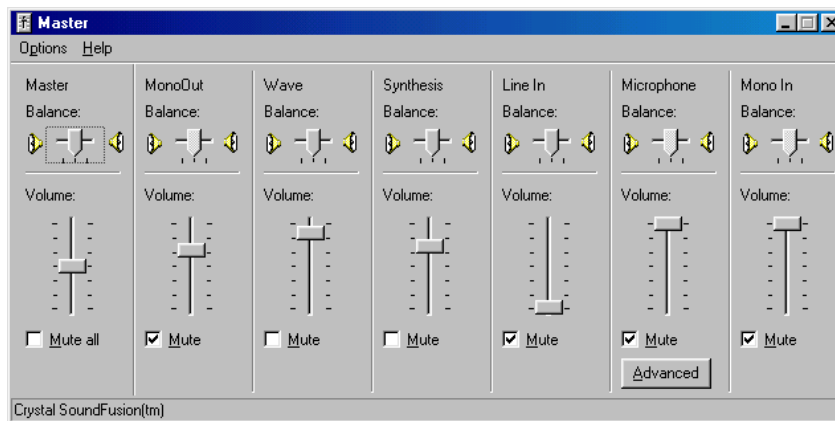 Master
Options Help
Master MonoOut Wave Synthesis Line In Microphone Mono In
Balance: Balance: Balance: Balance: Balance: Balance: Balance:
Volume: Volume: Volume: Volume: Volume: Volume: Volume:
Mute all Mute Mute Mute Mute Mute Mute
Advanced
Crystal SoundFusion(tm)